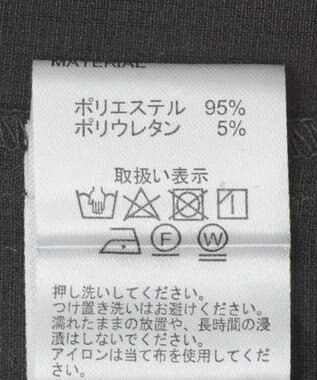 MATERIAL
ポリエステル 95%
ポリウレタン 5%
取扱い表示
F W
押し洗いしてください。
つけ置き洗いはお避けください。
濡れたままの放置や、長時間の浸
漬はしないでください。
アイロンは当て布を使用してくだ
さい。